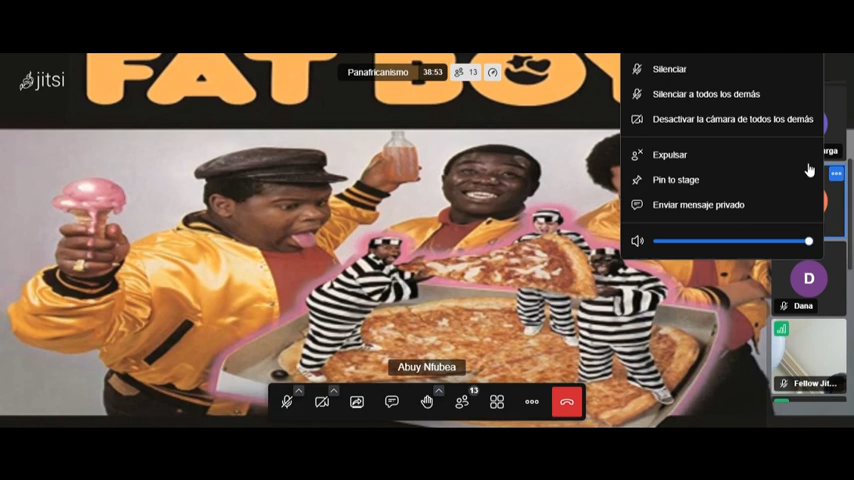 FAT BOY
jitsi
Panafricanismo 38:53 13
Silenciar
Silenciar a todos los demás
Desactivar la cámara de todos los demás
Expulsar
Pin to stage
Enviar mensaje privado
D
Dana
Fellow Jit...
Abuy Nfubea
13